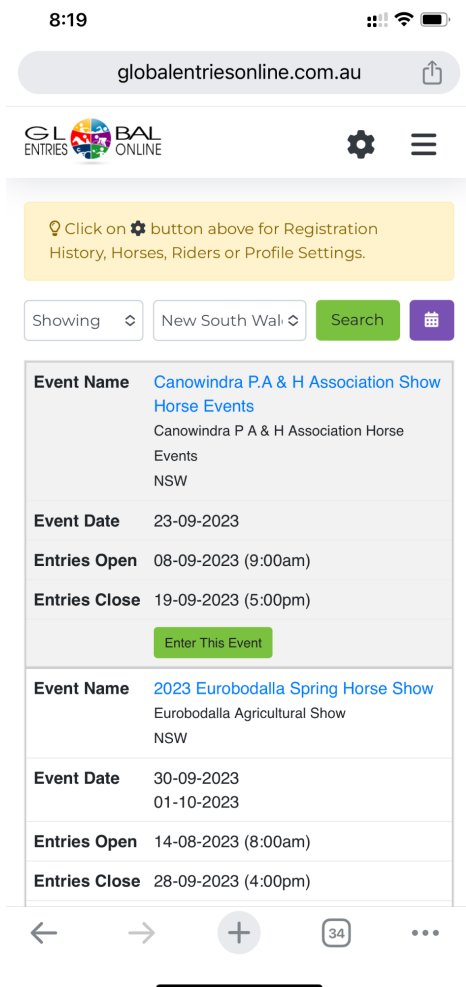 8:19
globalentriesonline.com.au
GLOBAL
ENTRIES ONLINE
Click on button above for Registration
History, Horses, Riders or Profile Settings.
Showing New South Wal Search
Event Name Canowindra P.A & H Association Show
Horse Events
Canowindra P A & H Association Horse
Events
NSW
Event Date 23-09-2023
Entries Open 08-09-2023 (9:00am)
Entries Close 19-09-2023 (5:00pm)
Enter This Event
Event Name 2023 Eurobodalla Spring Horse Show
Eurobodalla Agricultural Show
NSW
Event Date 30-09-2023
01-10-2023
Entries Open 14-08-2023 (8:00am)
Entries Close 28-09-2023 (4:00pm)
34